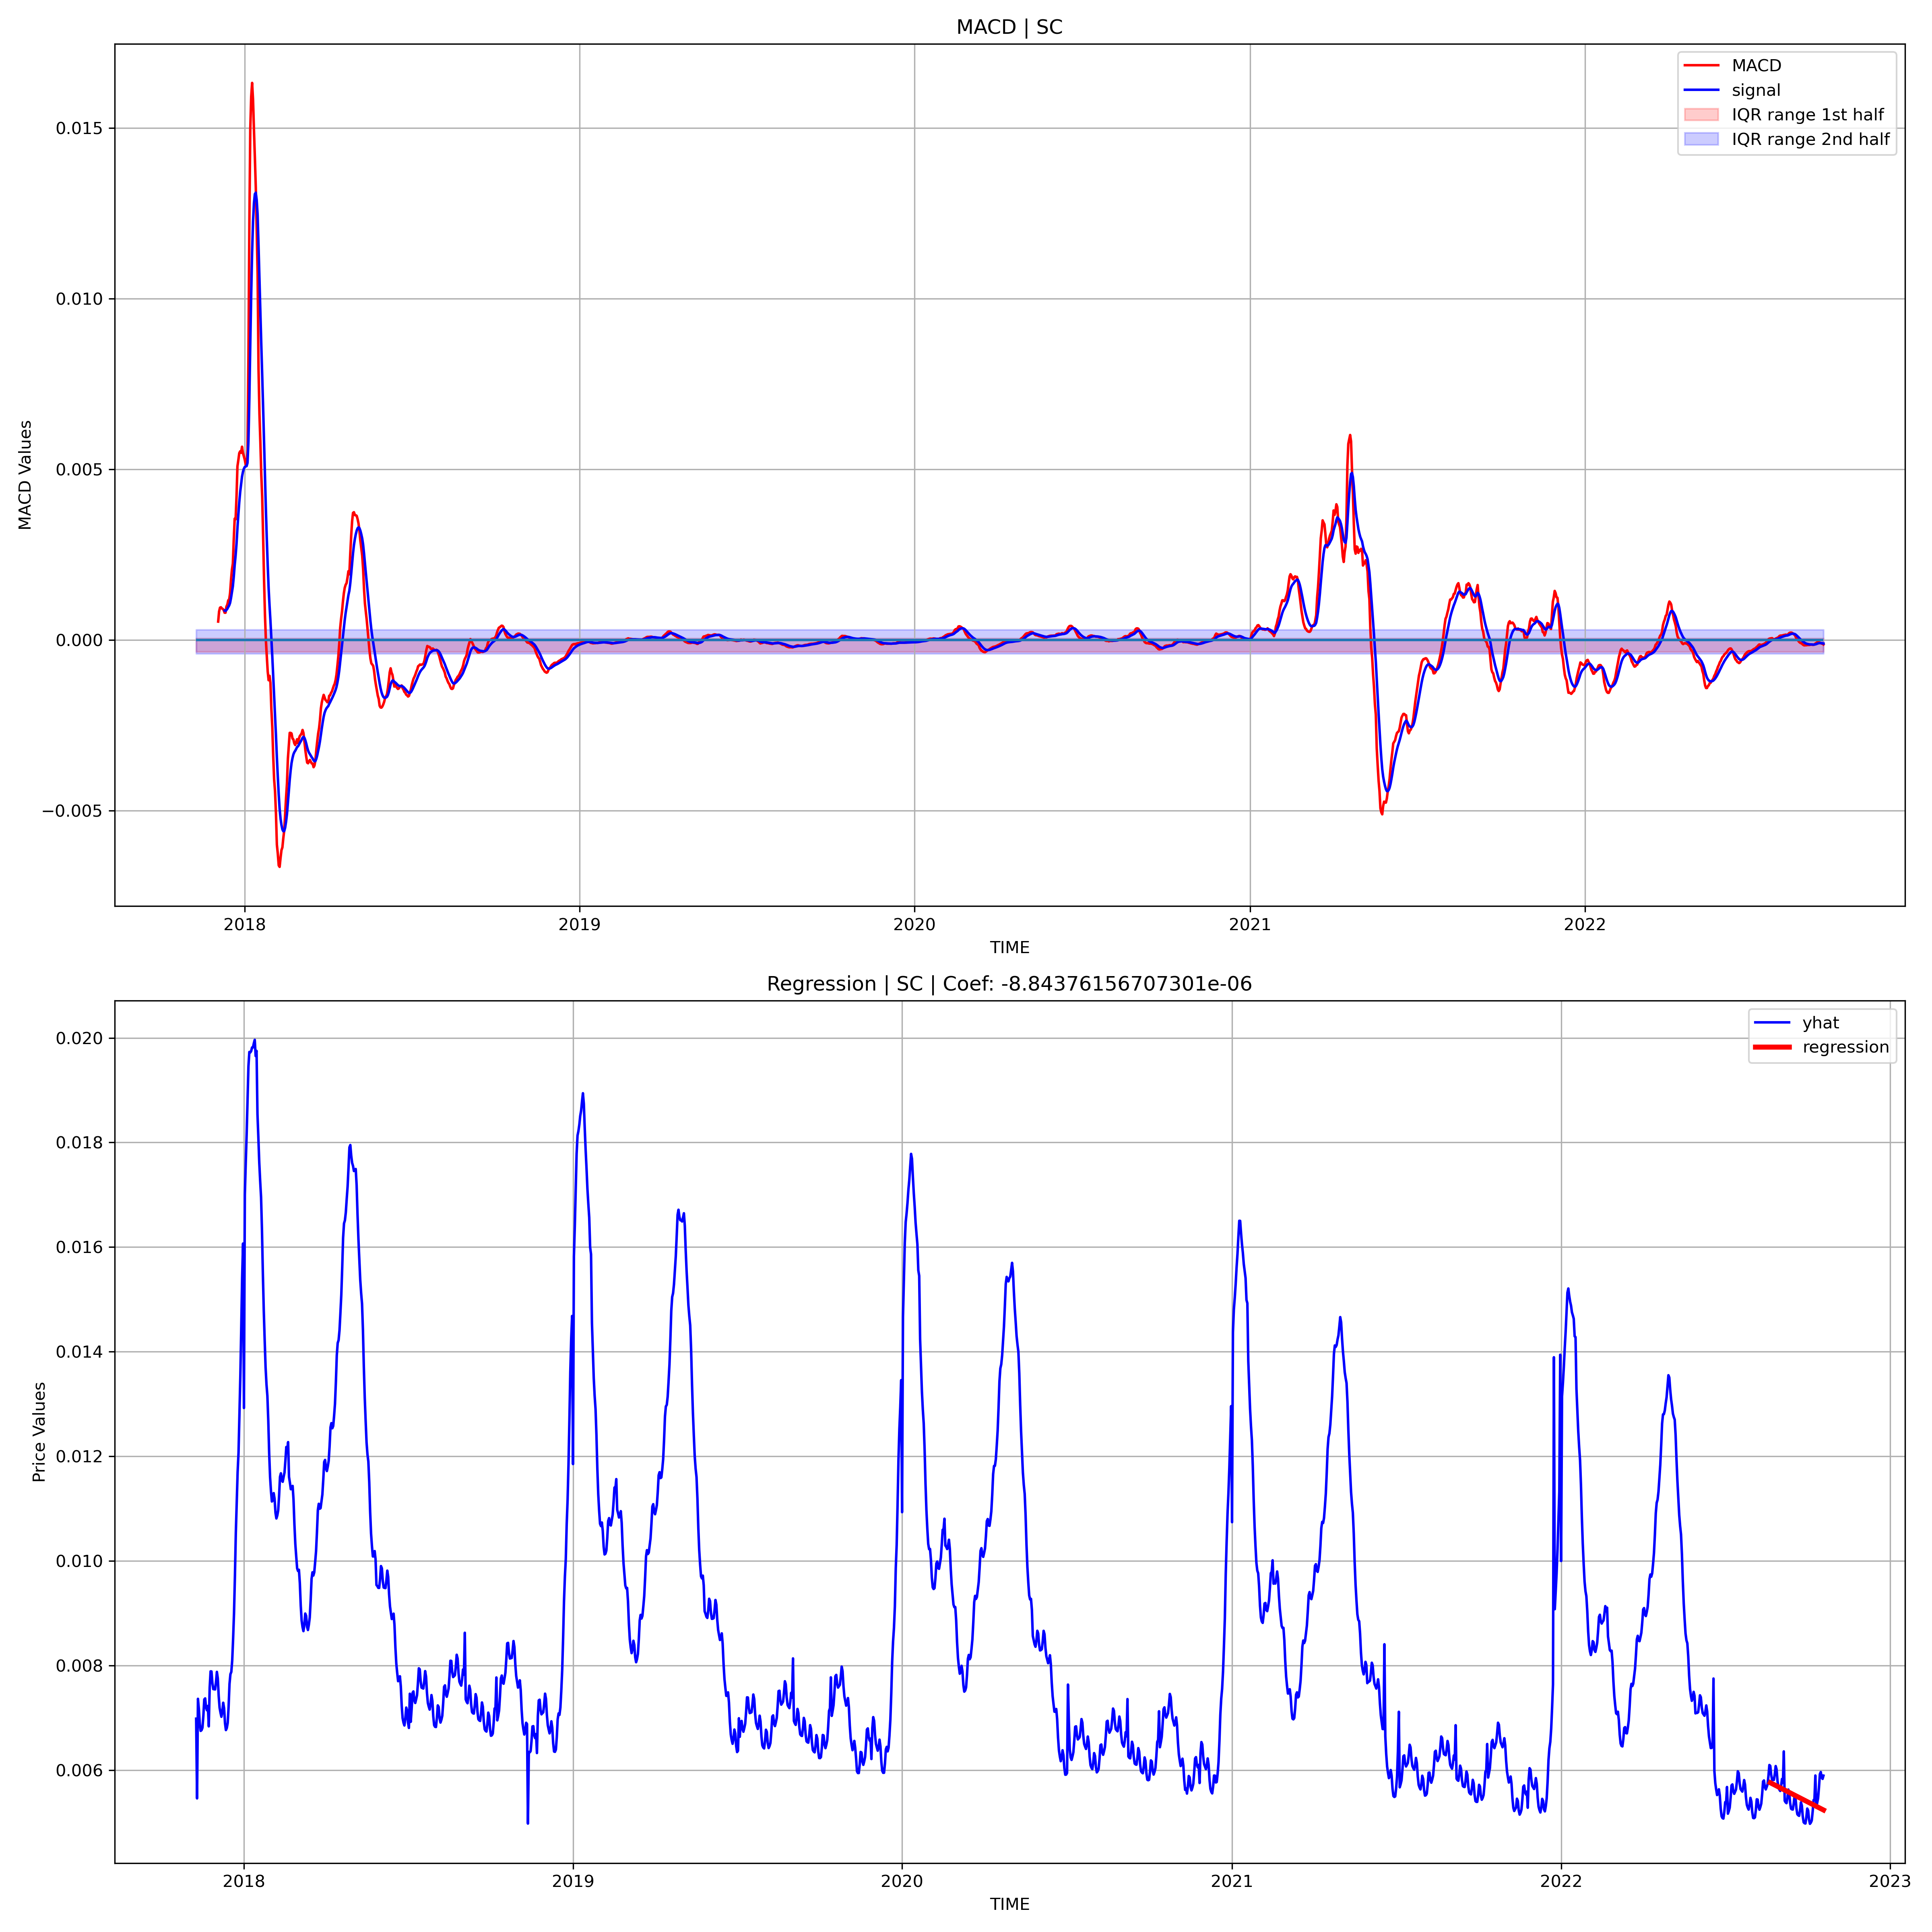 MACD | SC
MACD
signal
IQR range 1st half
IQR range 2nd half
MACD Values
0.015
0.010
0.005
0.000
−0.005
2018 2019 2020 2021 2022
TIME
Regression | SC | Coef: -8.84376156707301e-06
yhat
regression
Price Values
0.020
0.018
0.016
0.014
0.012
0.010
0.008
0.006
2018 2019 2020 2021 2022 2023
TIME